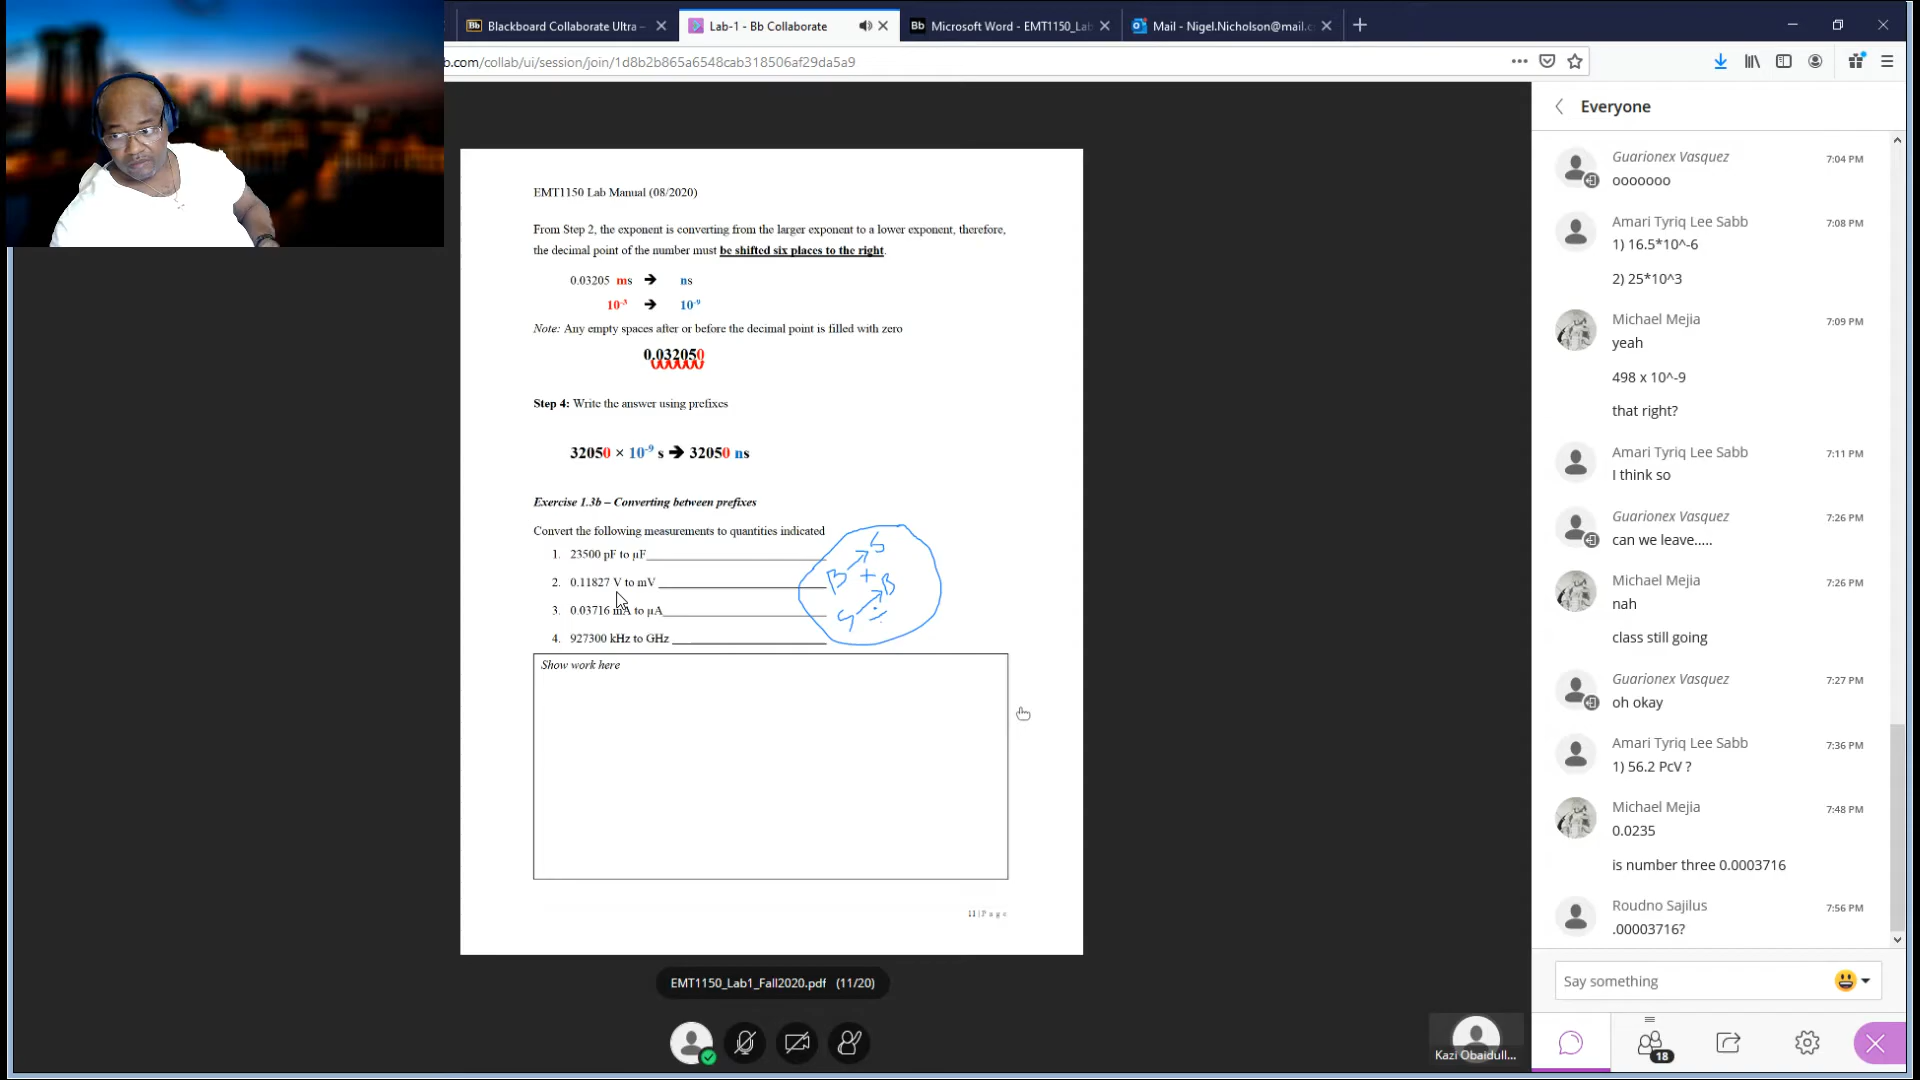 Blackboard Collaborate Ultra –
Lab-1 - Bb Collaborate
Microsoft Word - EMT1150_Lab
Mail - Nigel.Nicholson@mail.c
b.com/collab/ui/session/join/1d8b2b865a6548cab318506af29da5a9
EMT1150 Lab Manual (08/2020)
From Step 2, the exponent is converting from the larger exponent to a lower exponent, therefore,
the decimal point of the number must be shifted six places to the right.
0.03205 ms ➔ ns
10⁻³ ➔ 10⁻⁹
Note: Any empty spaces after or before the decimal point is filled with zero
0.032050
Step 4: Write the answer using prefixes
32050 × 10⁻⁹ s ➔ 32050 ns
Exercise 1.3b – Converting between prefixes
Convert the following measurements to quantities indicated
1. 23500 pF to µF
2. 0.11827 V to mV
3. 0.03716 mA to µA
4. 927300 kHz to GHz
B → S
+
S → B
÷
Show work here
11 | P a g e
EMT1150_Lab1_Fall2020.pdf (11/20)
Kazi Obaidull...
Everyone
Guarionex Vasquez 7:04 PM
ooooooo
Amari Tyriq Lee Sabb 7:08 PM
1) 16.5*10^-6
2) 25*10^3
Michael Mejia 7:09 PM
yeah
498 x 10^-9
that right?
Amari Tyriq Lee Sabb 7:11 PM
I think so
Guarionex Vasquez 7:26 PM
can we leave.....
Michael Mejia 7:26 PM
nah
class still going
Guarionex Vasquez 7:27 PM
oh okay
Amari Tyriq Lee Sabb 7:36 PM
1) 56.2 PcV ?
Michael Mejia 7:48 PM
0.0235
is number three 0.0003716
Roudno Sajilus 7:56 PM
.00003716?
Say something
18